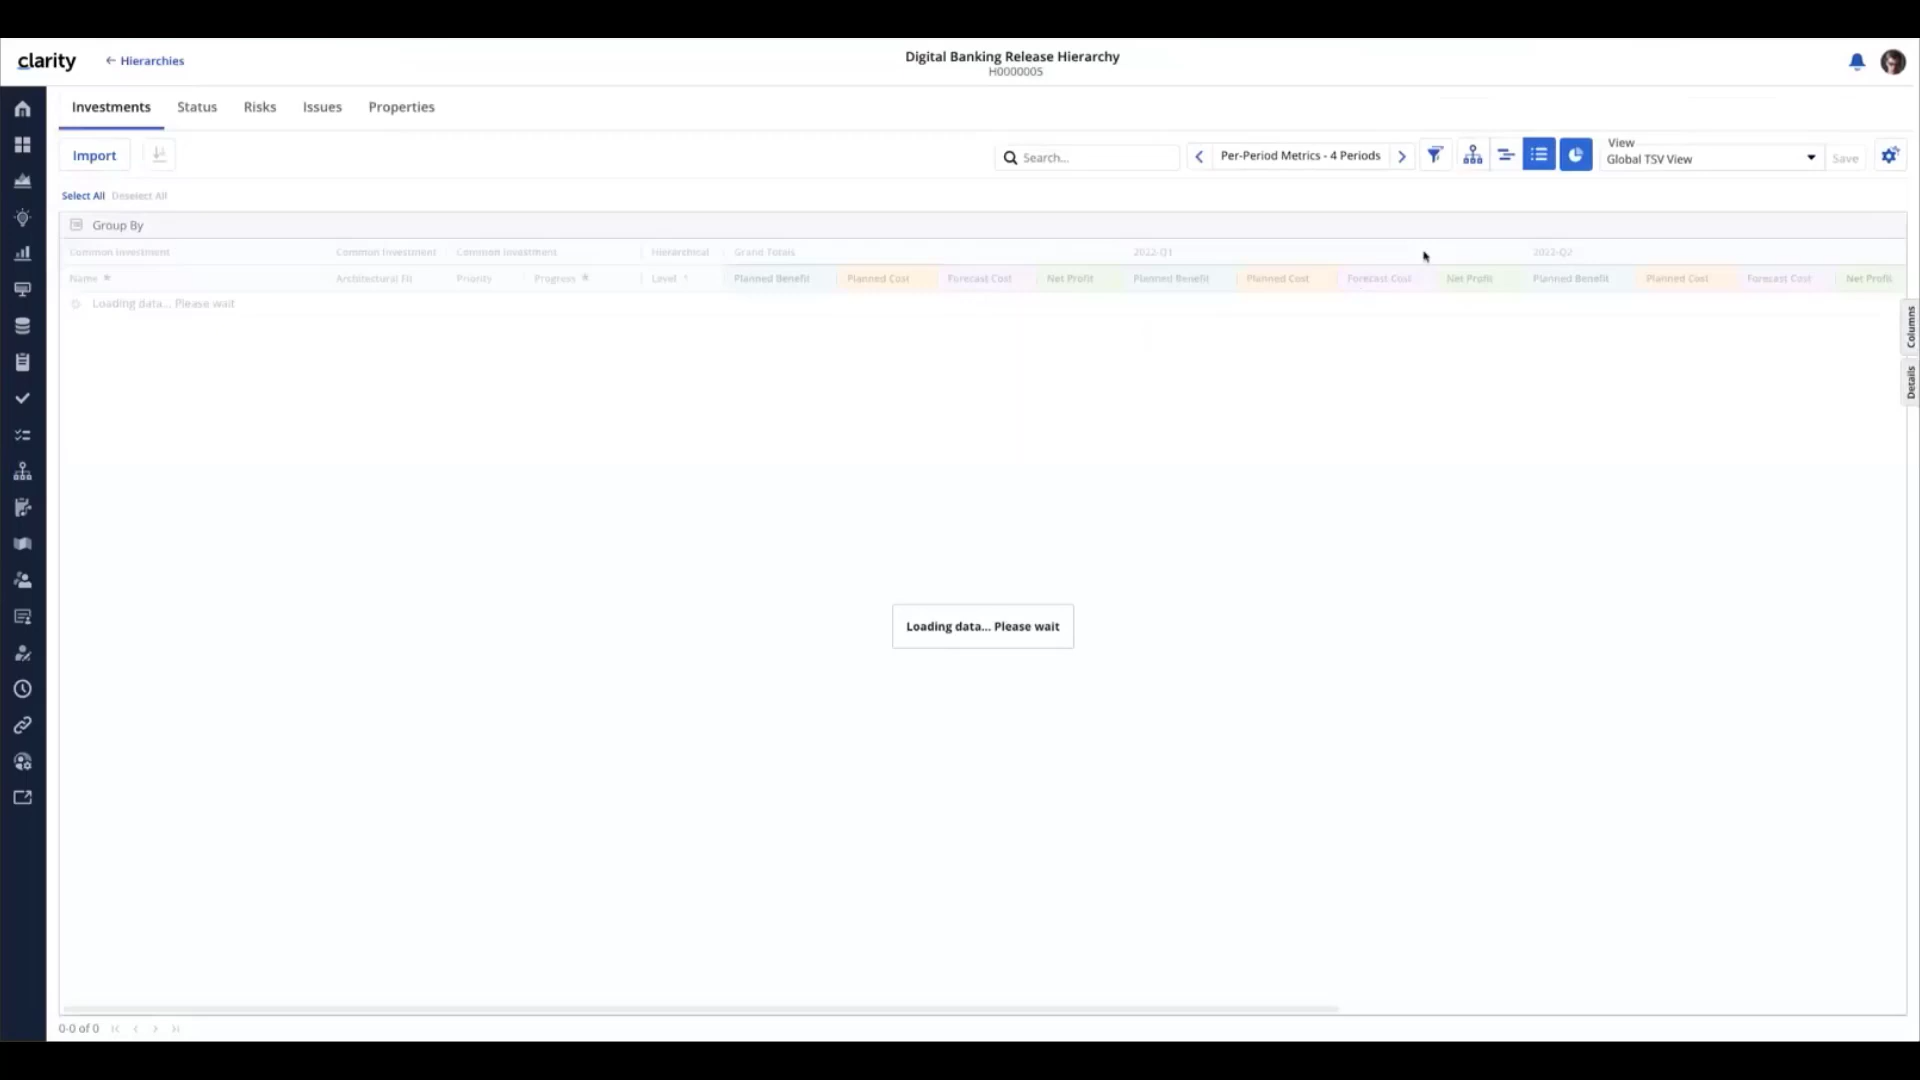 clarity
← Hierarchies
Digital Banking Release Hierarchy
H0000005
Investments Status Risks Issues Properties
Import
Search...
Per-Period Metrics - 4 Periods
View
Global TSV View
Save
Select All Deselect All
Group By
Common Investment Common Investment Common Investment Hierarchical Grand Totals 2022-Q1 2022-Q2
Name Architectural Fit Priority Progress Level Planned Benefit Planned Cost Forecast Cost Net Profit Planned Benefit Planned Cost Forecast Cost Net Profit Planned Benefit Planned Cost Forecast Cost Net Profit
Loading data... Please wait
Columns
Details
Loading data... Please wait
0-0 of 0